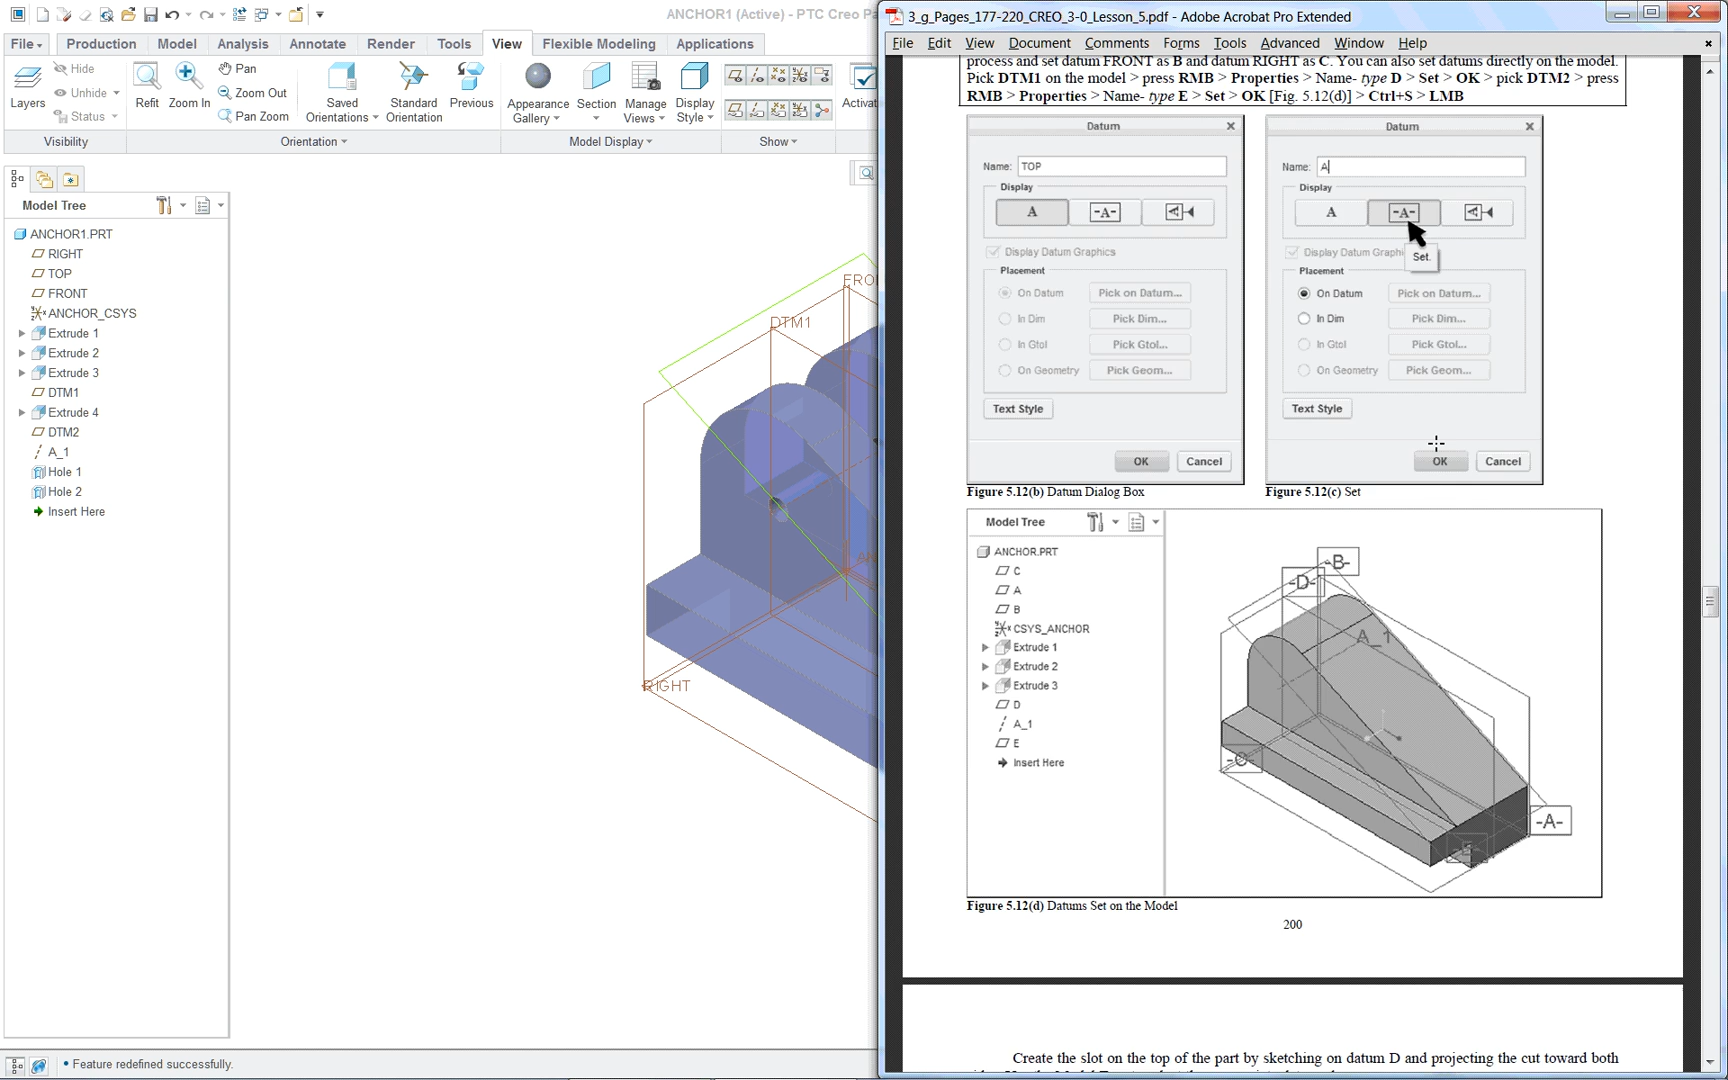 ANCHOR1 (Active) - PTC Creo Pa
File
Production
Model
Analysis
Annotate
Render
Tools
View
Flexible Modeling
Applications
Layers
Hide
Unhide
Status
Refit
Zoom In
Pan
Zoom Out
Pan Zoom
Saved
Orientations
Standard
Orientation
Previous
Appearance
Gallery
Section
Manage
Views
Display
Style
Activat
Visibility
Orientation
Model Display
Show
Model Tree
ANCHOR1.PRT
RIGHT
TOP
FRONT
ANCHOR_CSYS
Extrude 1
Extrude 2
Extrude 3
DTM1
Extrude 4
DTM2
A_1
Hole 1
Hole 2
Insert Here
FRO
DTM1
AN
RIGHT
• Feature redefined successfully.
3_g_Pages_177-220_CREO_3-0_Lesson_5.pdf - Adobe Acrobat Pro Extended
File Edit View Document Comments Forms Tools Advanced Window Help
process and set datum FRONT as B and datum RIGHT as C. You can also set datums directly on the model.
Pick DTM1 on the model > press RMB > Properties > Name- type D > Set > OK > pick DTM2 > press
RMB > Properties > Name- type E > Set > OK [Fig. 5.12(d)] > Ctrl+S > LMB
Datum
Name: TOP
Display
A
-A-
A
Display Datum Graphics
Placement
On Datum
Pick on Datum...
In Dim
Pick Dim...
In Gtol
Pick Gtol...
On Geometry
Pick Geom...
Text Style
OK
Cancel
Datum
Name: A
Display
A
-A-
A
Display Datum Graphi
Set.
Placement
On Datum
Pick on Datum...
In Dim
Pick Dim...
In Gtol
Pick Gtol...
On Geometry
Pick Geom...
Text Style
OK
Cancel
Figure 5.12(b) Datum Dialog Box
Figure 5.12(c) Set
Model Tree
ANCHOR.PRT
C
A
B
CSYS_ANCHOR
Extrude 1
Extrude 2
Extrude 3
D
A_1
E
Insert Here
-B-
-D-
A_1
-C-
-A-
-E-
Figure 5.12(d) Datums Set on the Model
200
Create the slot on the top of the part by sketching on datum D and projecting the cut toward both